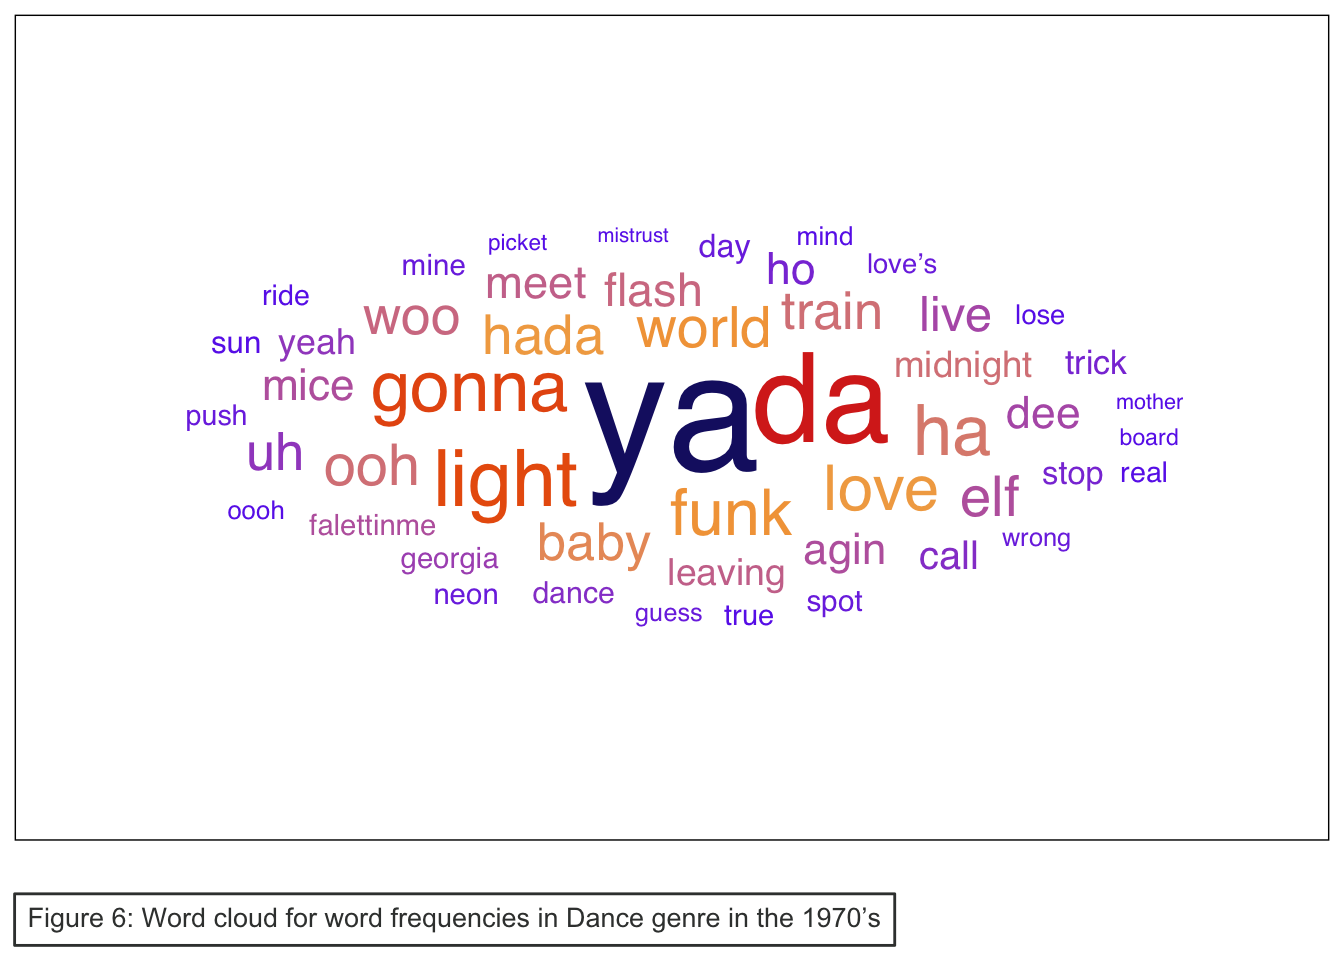 picket mistrust day mind
mine meet flash ho love’s
ride woo hada world train live lose
sun yeah midnight trick
mice gonna ya da
push uh ooh light ha dee mother
board
funk love elf stop real
oooh falettinme baby agin call wrong
georgia leaving
neon dance guess true spot
Figure 6: Word cloud for word frequencies in Dance genre in the 1970’s